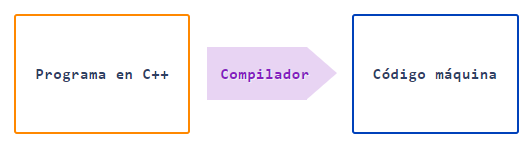 Programa en C++
Compilador
Código máquina